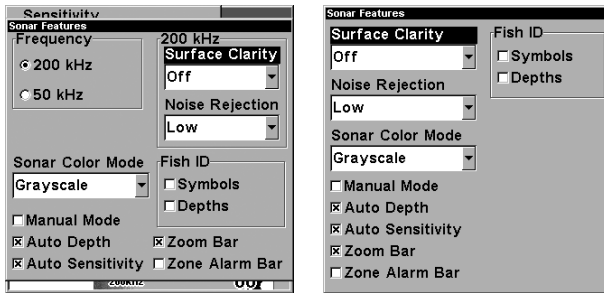 Sensitivity
Sonar Features
Frequency
200 kHz
50 kHz
200 kHz
Surface Clarity
Off
Noise Rejection
Low
Sonar Color Mode
Grayscale
Fish ID
Symbols
Depths
Manual Mode
Auto Depth
Zoom Bar
Auto Sensitivity
Zone Alarm Bar
200kHz
Sonar Features
Surface Clarity
Off
Noise Rejection
Low
Sonar Color Mode
Grayscale
Manual Mode
Auto Depth
Auto Sensitivity
Zoom Bar
Zone Alarm Bar
Fish ID
Symbols
Depths